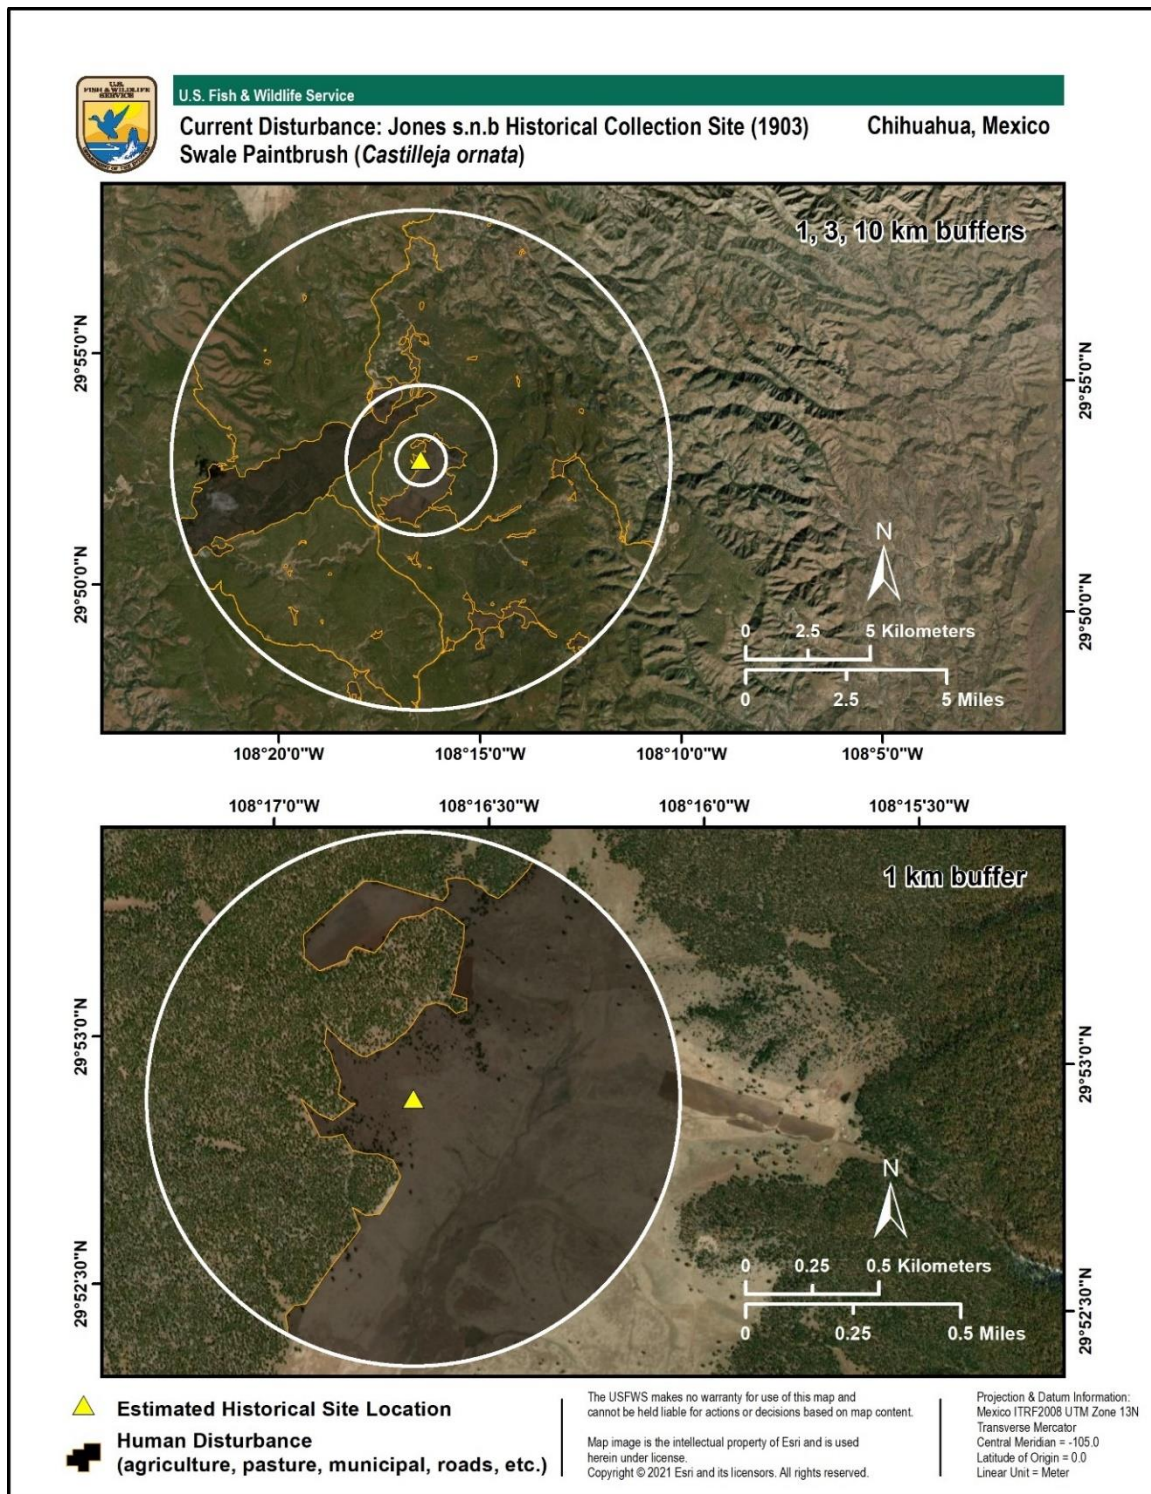 U.S.
FISH & WILDLIFE
SERVICE
DEPARTMENT OF THE INTERIOR
U.S. Fish & Wildlife Service
Current Disturbance: Jones s.n.b Historical Collection Site (1903)
Chihuahua, Mexico
Swale Paintbrush (Castilleja ornata)
1, 3, 10 km buffers
29°55'0"N
29°55'0"N
29°50'0"N
29°50'0"N
N
0 2.5 5 Kilometers
0 2.5 5 Miles
108°20'0"W 108°15'0"W 108°10'0"W 108°5'0"W
108°17'0"W 108°16'30"W 108°16'0"W 108°15'30"W
1 km buffer
29°53'0"N
29°53'0"N
29°52'30"N
29°52'30"N
N
0 0.25 0.5 Kilometers
0 0.25 0.5 Miles
Estimated Historical Site Location
Human Disturbance
(agriculture, pasture, municipal, roads, etc.)
The USFWS makes no warranty for use of this map and
cannot be held liable for actions or decisions based on map content.
Map image is the intellectual property of Esri and is used
herein under license.
Copyright © 2021 Esri and its licensors. All rights reserved.
Projection & Datum Information:
Mexico ITRF2008 UTM Zone 13N
Transverse Mercator
Central Meridian = -105.0
Latitude of Origin = 0.0
Linear Unit = Meter